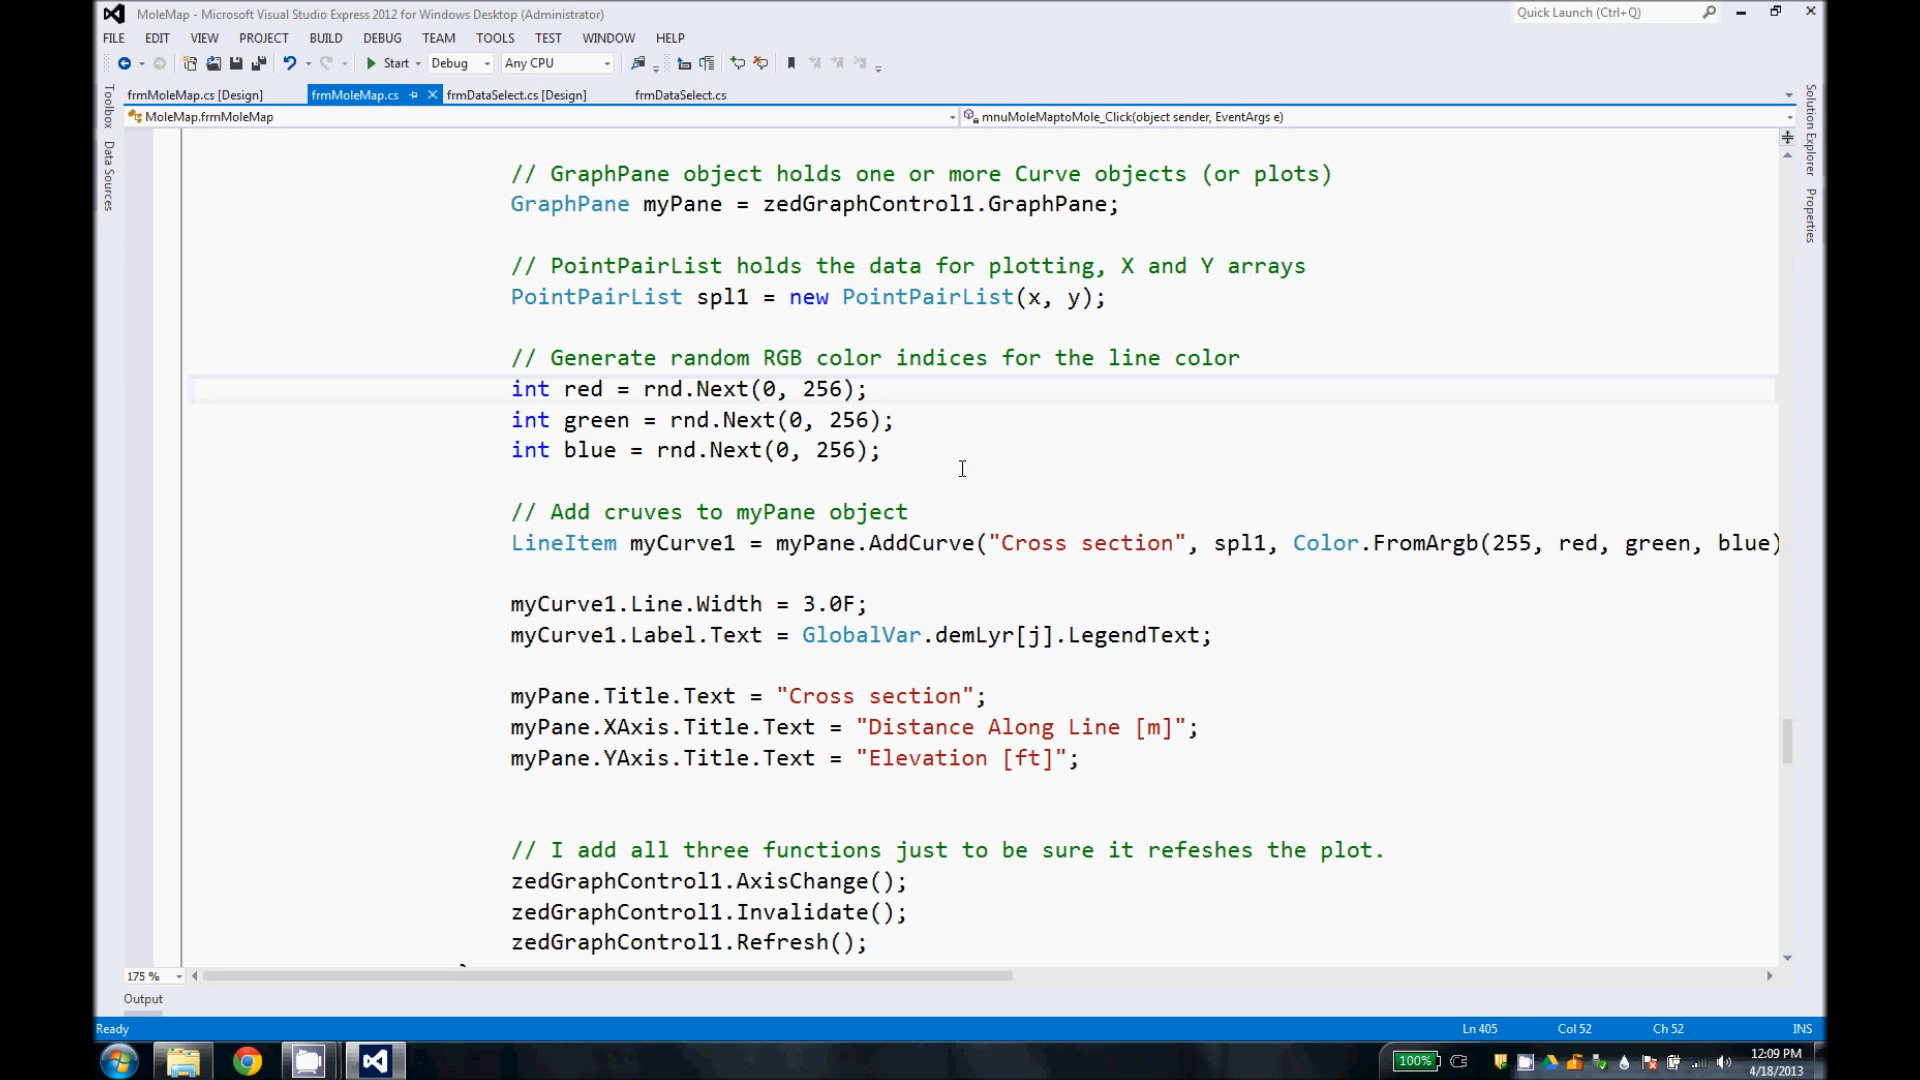 MoleMap - Microsoft Visual Studio Express 2012 for Windows Desktop (Administrator)
Quick Launch (Ctrl+Q)
FILE EDIT VIEW PROJECT BUILD DEBUG TEAM TOOLS TEST WINDOW HELP
Start Debug Any CPU
Toolbox
Data Sources
frmMoleMap.cs [Design] frmMoleMap.cs frmDataSelect.cs [Design] frmDataSelect.cs
MoleMap.frmMoleMap mnuMoleMaptoMole_Click(object sender, EventArgs e)
Solution Explorer
Properties
// GraphPane object holds one or more Curve objects (or plots)
GraphPane myPane = zedGraphControl1.GraphPane;
// PointPairList holds the data for plotting, X and Y arrays
PointPairList spl1 = new PointPairList(x, y);
// Generate random RGB color indices for the line color
int red = rnd.Next(0, 256);
int green = rnd.Next(0, 256);
int blue = rnd.Next(0, 256);
// Add cruves to myPane object
LineItem myCurve1 = myPane.AddCurve("Cross section", spl1, Color.FromArgb(255, red, green, blue)
myCurve1.Line.Width = 3.0F;
myCurve1.Label.Text = GlobalVar.demLyr[j].LegendText;
myPane.Title.Text = "Cross section";
myPane.XAxis.Title.Text = "Distance Along Line [m]";
myPane.YAxis.Title.Text = "Elevation [ft]";
// I add all three functions just to be sure it refeshes the plot.
zedGraphControl1.AxisChange();
zedGraphControl1.Invalidate();
zedGraphControl1.Refresh();
175 %
Output
Ready Ln 405 Col 52 Ch 52 INS
100% 12:09 PM
4/18/2013